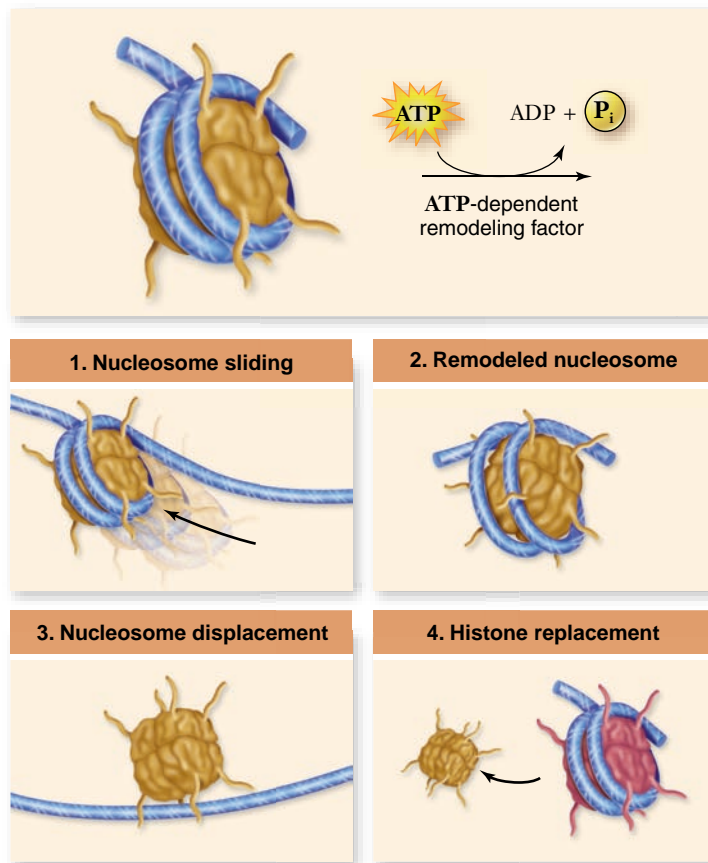 ATP
ADP + Pi
ATP-dependent
remodeling factor
1. Nucleosome sliding
2. Remodeled nucleosome
3. Nucleosome displacement
4. Histone replacement